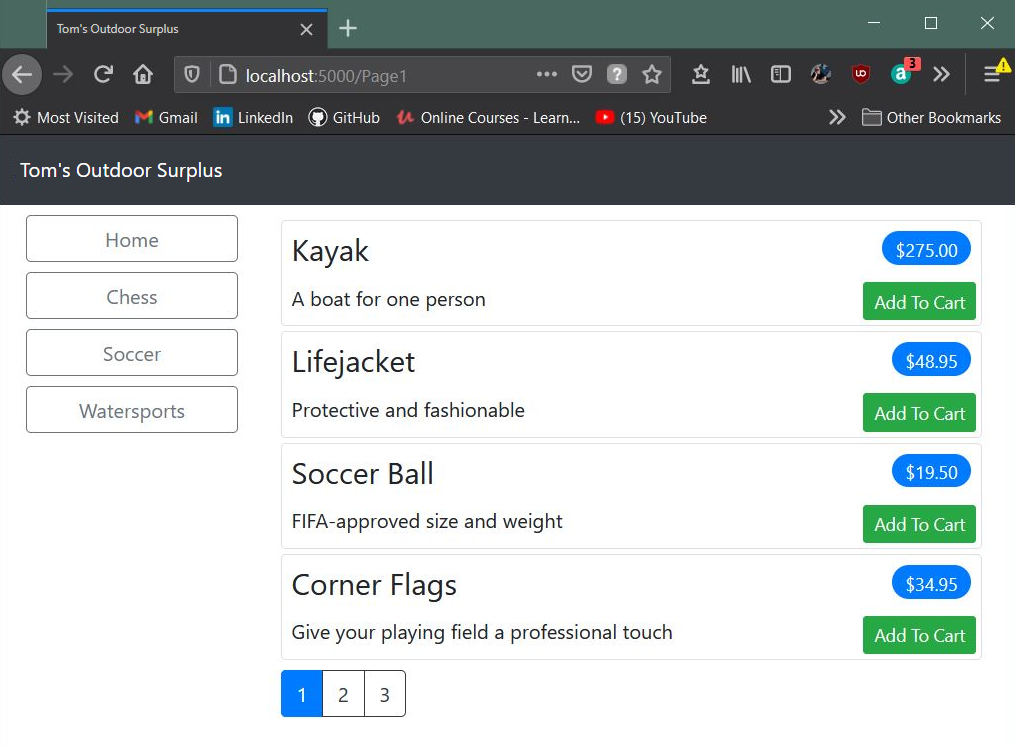 Tom's Outdoor Surplus
localhost:5000/Page1
3
Most Visited Gmail LinkedIn GitHub Online Courses - Learn... (15) YouTube Other Bookmarks
Tom's Outdoor Surplus
Home
Chess
Soccer
Watersports
Kayak $275.00
A boat for one person Add To Cart
Lifejacket $48.95
Protective and fashionable Add To Cart
Soccer Ball $19.50
FIFA-approved size and weight Add To Cart
Corner Flags $34.95
Give your playing field a professional touch Add To Cart
1 2 3